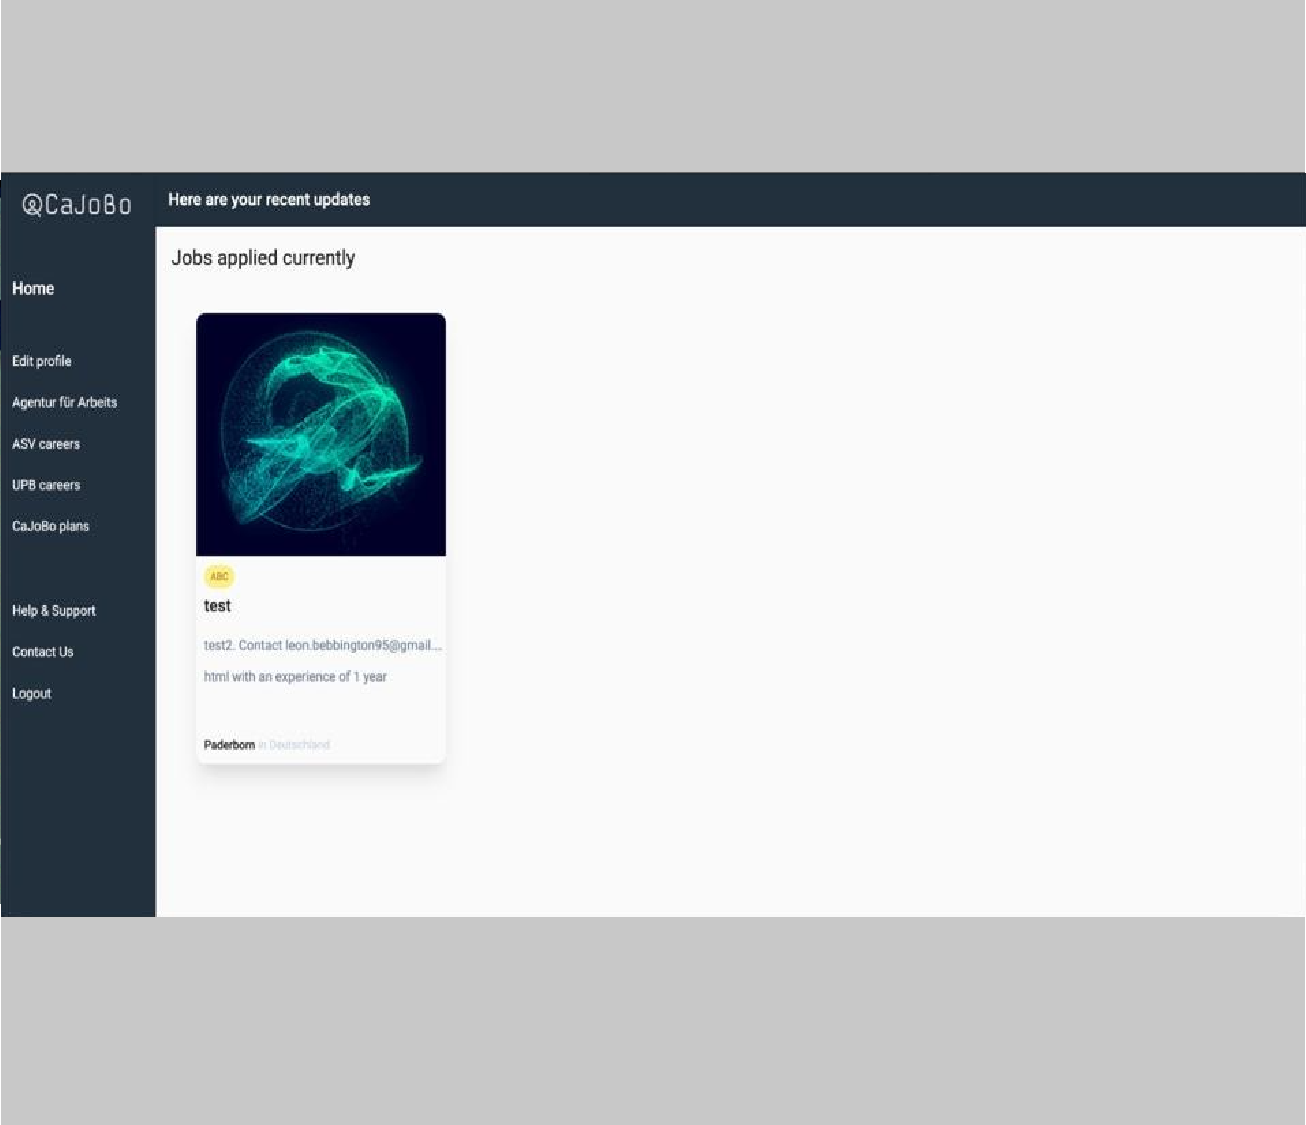 @CaJoBo
Here are your recent updates
Jobs applied currently
Home
Edit profile
Agentur für Arbeits
ASV careers
UPB careers
CaJoBo plans
Help & Support
Contact Us
Logout
ABC
test
test2. Contact leon.bebbington95@gmail...
html with an experience of 1 year
Paderborn in Deutschland